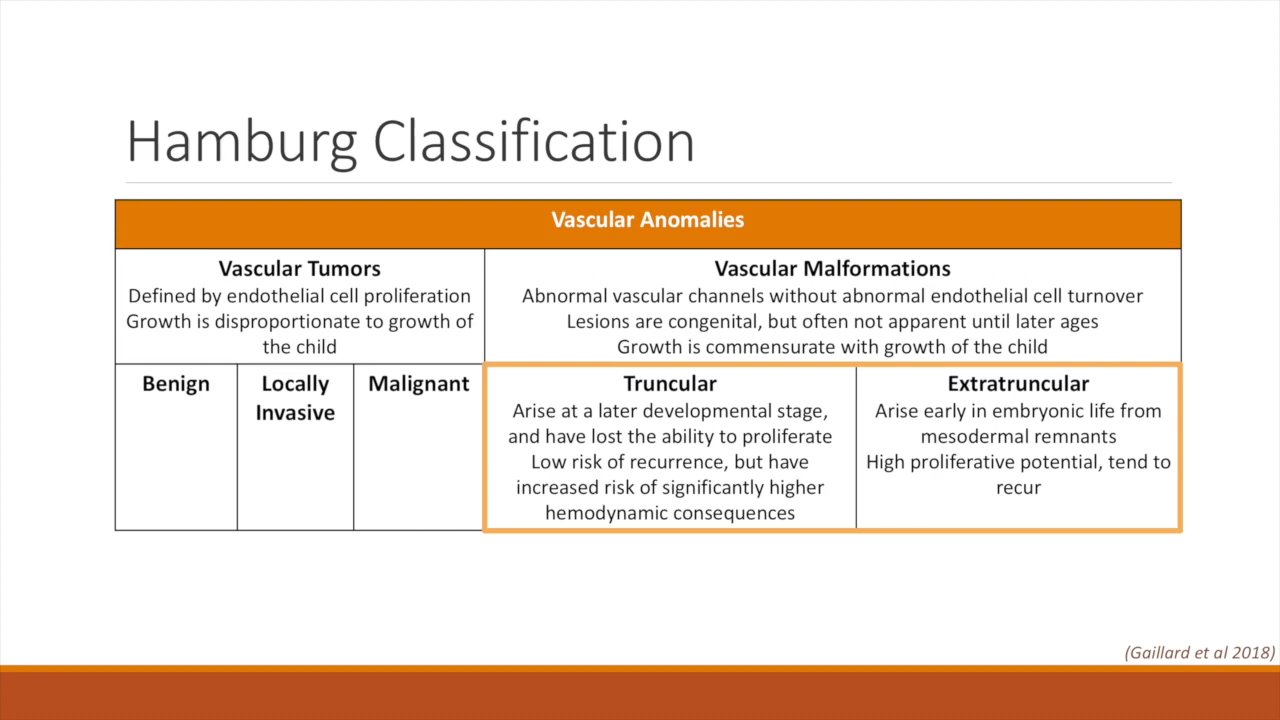 Hamburg Classification
Vascular Anomalies
Vascular Tumors
Defined by endothelial cell proliferation
Growth is disproportionate to growth of
the child
Vascular Malformations
Abnormal vascular channels without abnormal endothelial cell turnover
Lesions are congenital, but often not apparent until later ages
Growth is commensurate with growth of the child
Benign
Locally
Invasive
Malignant
Truncular
Arise at a later developmental stage,
and have lost the ability to proliferate
Low risk of recurrence, but have
increased risk of significantly higher
hemodynamic consequences
Extratruncular
Arise early in embryonic life from
mesodermal remnants
High proliferative potential, tend to
recur
(Gaillard et al 2018)